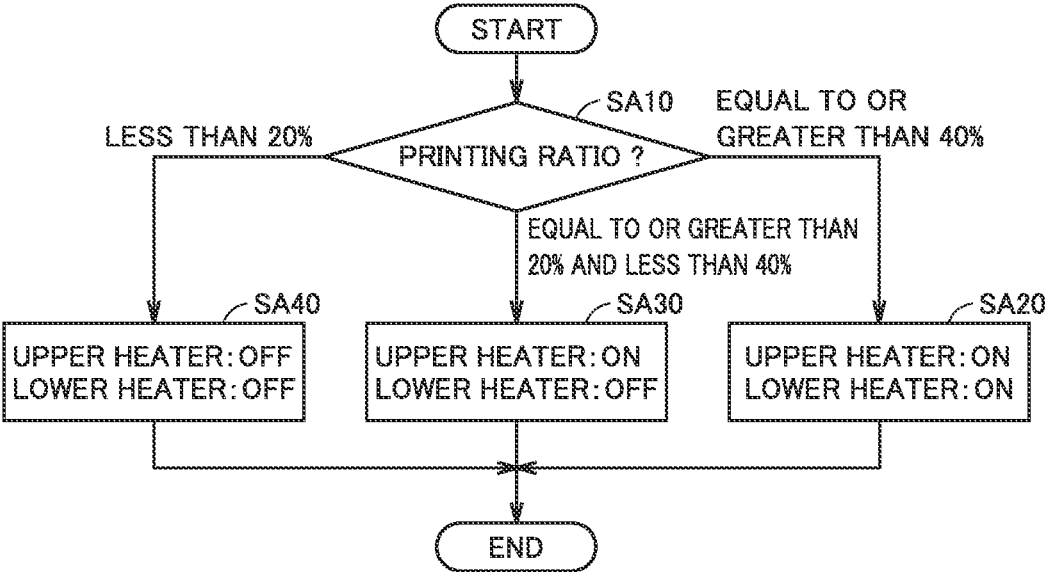 START
SA10
EQUAL TO OR
GREATER THAN 40%
LESS THAN 20%
PRINTING RATIO ?
EQUAL TO OR GREATER THAN
20% AND LESS THAN 40%
SA40
UPPER HEATER: OFF
LOWER HEATER: OFF
SA30
UPPER HEATER: ON
LOWER HEATER: OFF
SA20
UPPER HEATER: ON
LOWER HEATER: ON
END